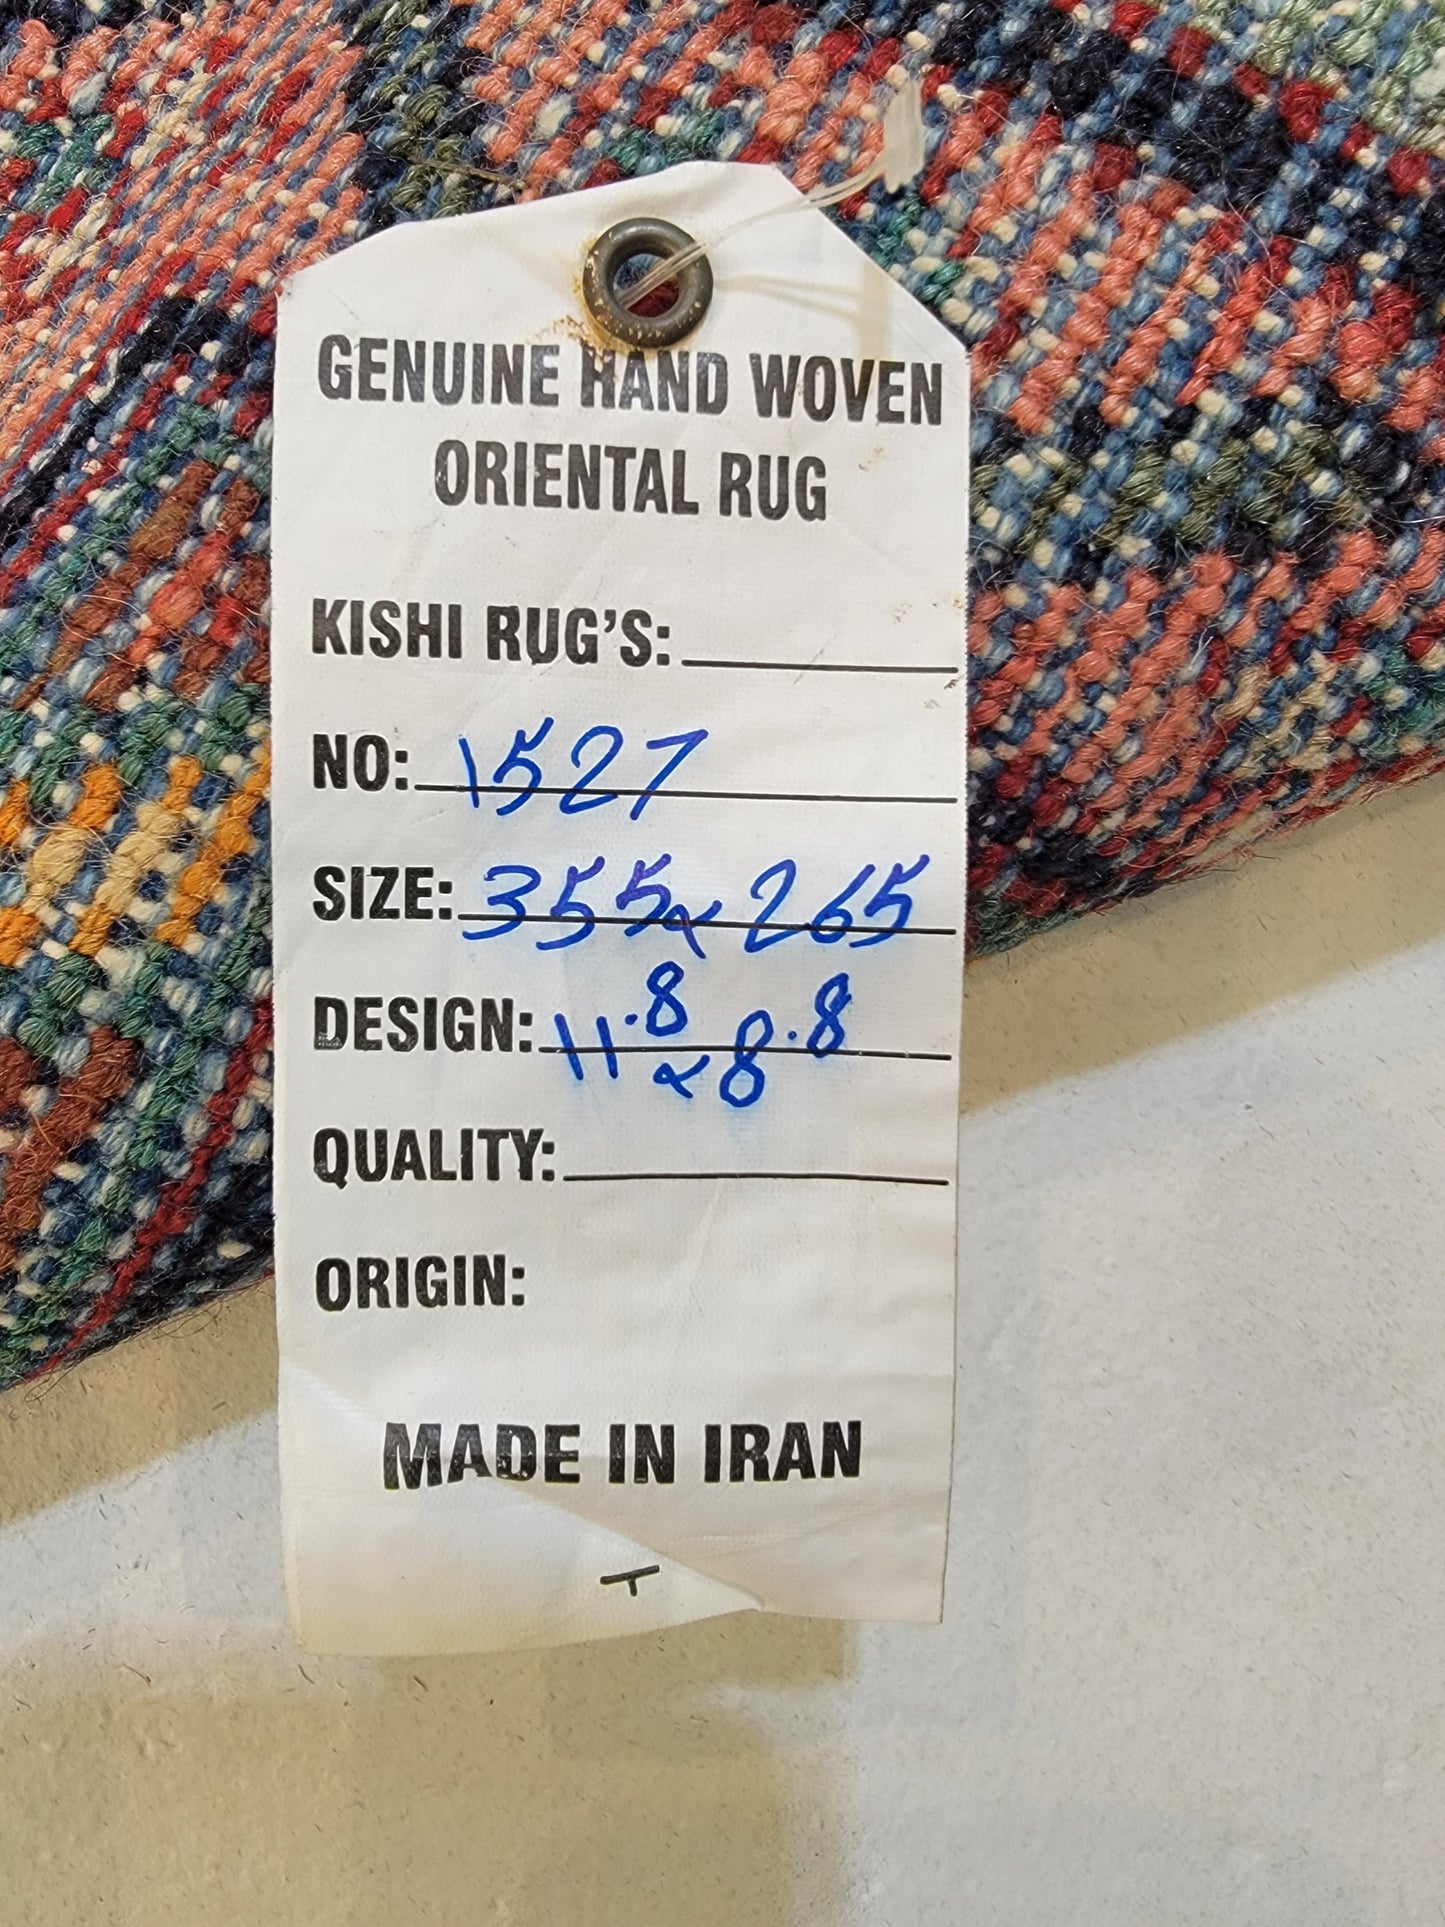 GENUINE HAND WOVEN
ORIENTAL RUG
KISHI RUG'S:
NO: 1527
SIZE: 355x265
DESIGN: 11.8x8.8
QUALITY:
ORIGIN:
MADE IN IRAN
T